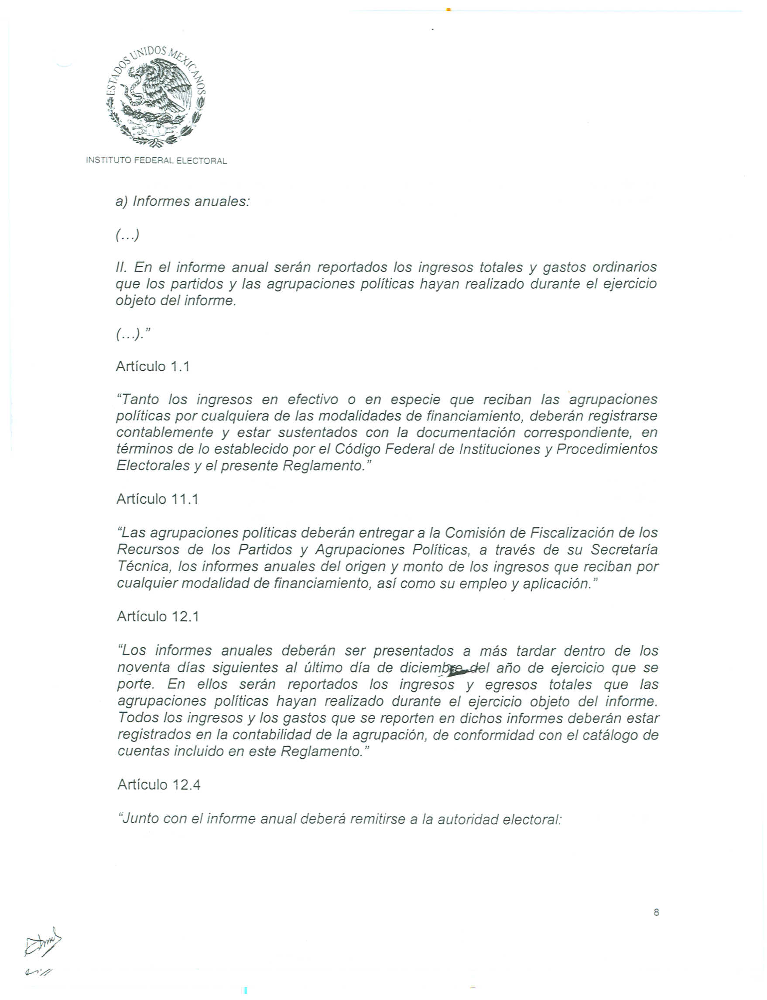 ESTADOS UNIDOS MEXICANOS
INSTITUTO FEDERAL ELECTORAL
a) Informes anuales:
(...)
II. En el informe anual serán reportados los ingresos totales y gastos ordinarios
que los partidos y las agrupaciones políticas hayan realizado durante el ejercicio
objeto del informe.
(...).”
Artículo 1.1
“Tanto los ingresos en efectivo o en especie que reciban las agrupaciones
políticas por cualquiera de las modalidades de financiamiento, deberán registrarse
contablemente y estar sustentados con la documentación correspondiente, en
términos de lo establecido por el Código Federal de Instituciones y Procedimientos
Electorales y el presente Reglamento.”
Artículo 11.1
“Las agrupaciones políticas deberán entregar a la Comisión de Fiscalización de los
Recursos de los Partidos y Agrupaciones Políticas, a través de su Secretaría
Técnica, los informes anuales del origen y monto de los ingresos que reciban por
cualquier modalidad de financiamiento, así como su empleo y aplicación.”
Artículo 12.1
“Los informes anuales deberán ser presentados a más tardar dentro de los
noventa días siguientes al último día de diciembre del año de ejercicio que se
porte. En ellos serán reportados los ingresos y egresos totales que las
agrupaciones políticas hayan realizado durante el ejercicio objeto del informe.
Todos los ingresos y los gastos que se reporten en dichos informes deberán estar
registrados en la contabilidad de la agrupación, de conformidad con el catálogo de
cuentas incluido en este Reglamento.”
Artículo 12.4
“Junto con el informe anual deberá remitirse a la autoridad electoral:
8